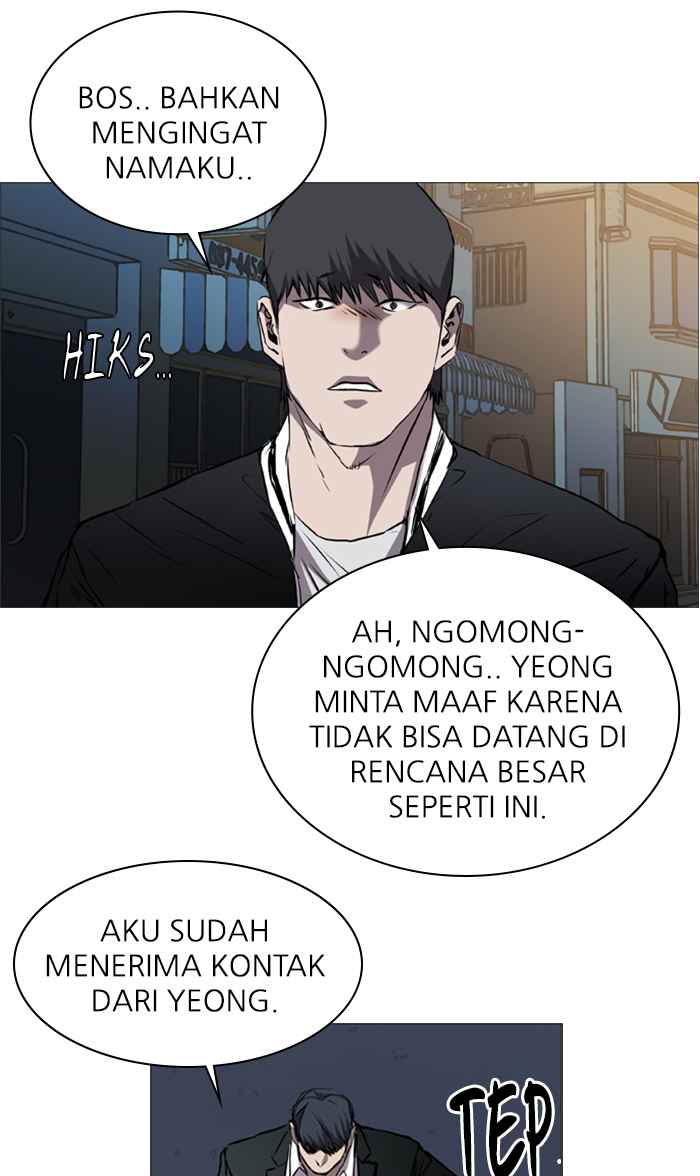 BOS.. BAHKAN
MENGINGAT
NAMAKU..
HIKS...
AH, NGOMONG-
NGOMONG.. YEONG
MINTA MAAF KARENA
TIDAK BISA DATANG DI
RENCANA BESAR
SEPERTI INI.
AKU SUDAH
MENERIMA KONTAK
DARI YEONG.
TEP